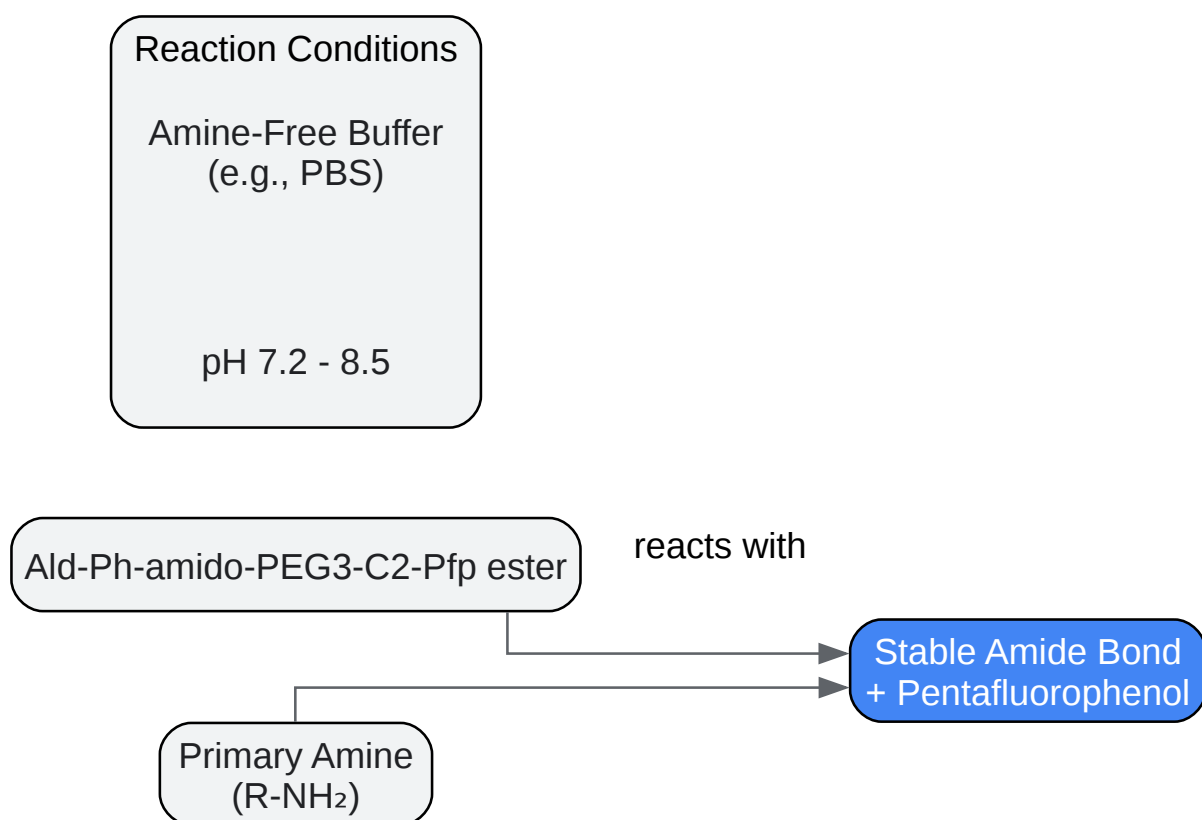 Reaction Conditions
Amine-Free Buffer
(e.g., PBS)
pH 7.2 - 8.5
Ald-Ph-amido-PEG3-C2-Pfp ester
reacts with
Stable Amide Bond
+ Pentafluorophenol
Primary Amine
(R-NH₂)